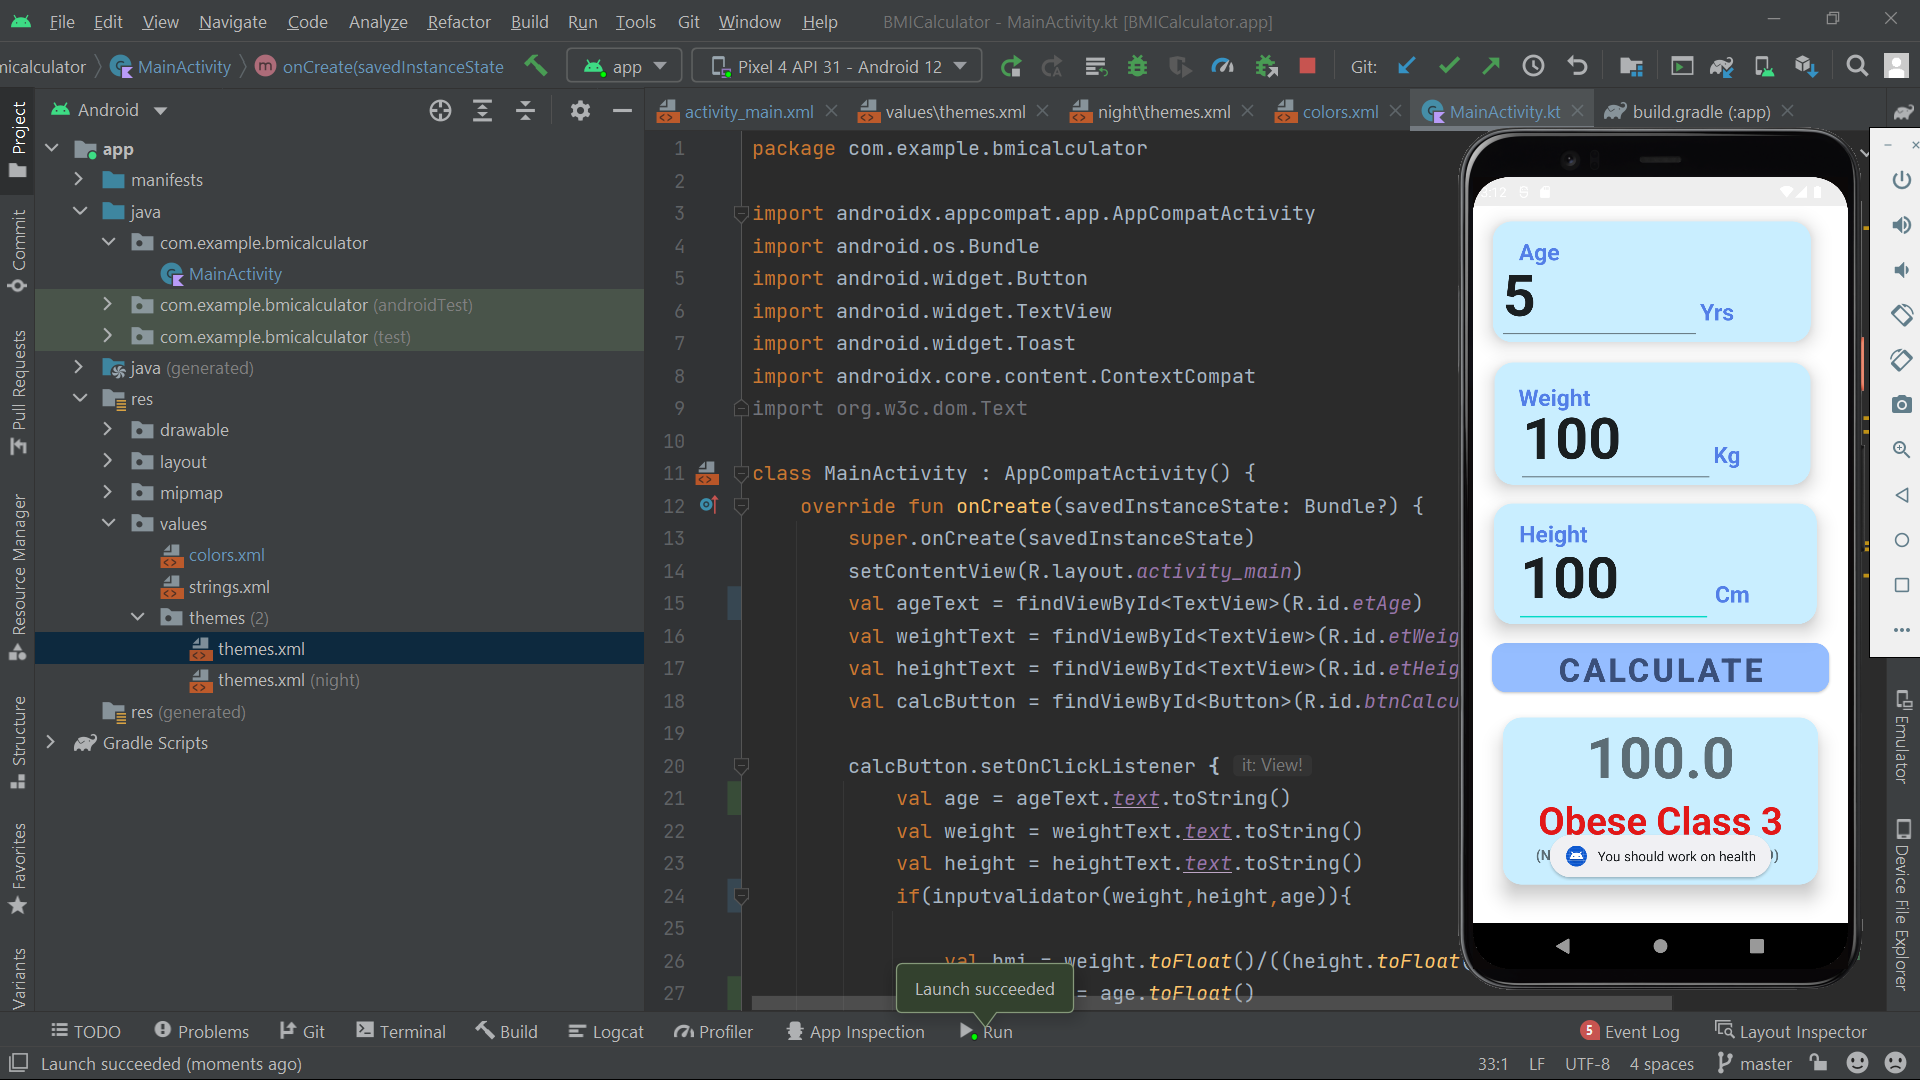 File Edit View Navigate Code Analyze Refactor Build Run Tools Git Window Help BMICalculator - MainActivity.kt [BMICalculator.app]
micalculator MainActivity m onCreate(savedInstanceState app Pixel 4 API 31 - Android 12 Git:
Android
activity_main.xml values\themes.xml night\themes.xml colors.xml MainActivity.kt build.gradle (:app)
Project
Commit
Pull Requests
Resource Manager
Structure
Favorites
Variants
app
manifests
java
com.example.bmicalculator
MainActivity
com.example.bmicalculator (androidTest)
com.example.bmicalculator (test)
java (generated)
res
drawable
layout
mipmap
values
colors.xml
strings.xml
themes (2)
themes.xml
themes.xml (night)
res (generated)
Gradle Scripts
1 package com.example.bmicalculator
2
3 import androidx.appcompat.app.AppCompatActivity
4 import android.os.Bundle
5 import android.widget.Button
6 import android.widget.TextView
7 import android.widget.Toast
8 import androidx.core.content.ContextCompat
9 import org.w3c.dom.Text
10
11 class MainActivity : AppCompatActivity() {
12 override fun onCreate(savedInstanceState: Bundle?) {
13 super.onCreate(savedInstanceState)
14 setContentView(R.layout.activity_main)
15 val ageText = findViewById<TextView>(R.id.etAge)
16 val weightText = findViewById<TextView>(R.id.etWeig
17 val heightText = findViewById<TextView>(R.id.etHeig
18 val calcButton = findViewById<Button>(R.id.btnCalcu
19
20 calcButton.setOnClickListener { it: View!
21 val age = ageText.text.toString()
22 val weight = weightText.text.toString()
23 val height = heightText.text.toString()
24 if(inputvalidator(weight,height,age)){
25
26 val bmi = weight.toFloat()/((height.toFloat(
27 = age.toFloat()
Launch succeeded
:12
Age
5 Yrs
Weight
100 Kg
Height
100 Cm
CALCULATE
100.0
Obese Class 3
(N You should work on health )
Emulator
Device File Explorer
TODO Problems Git Terminal Build Logcat Profiler App Inspection Run 5 Event Log Layout Inspector
Launch succeeded (moments ago) 33:1 LF UTF-8 4 spaces master